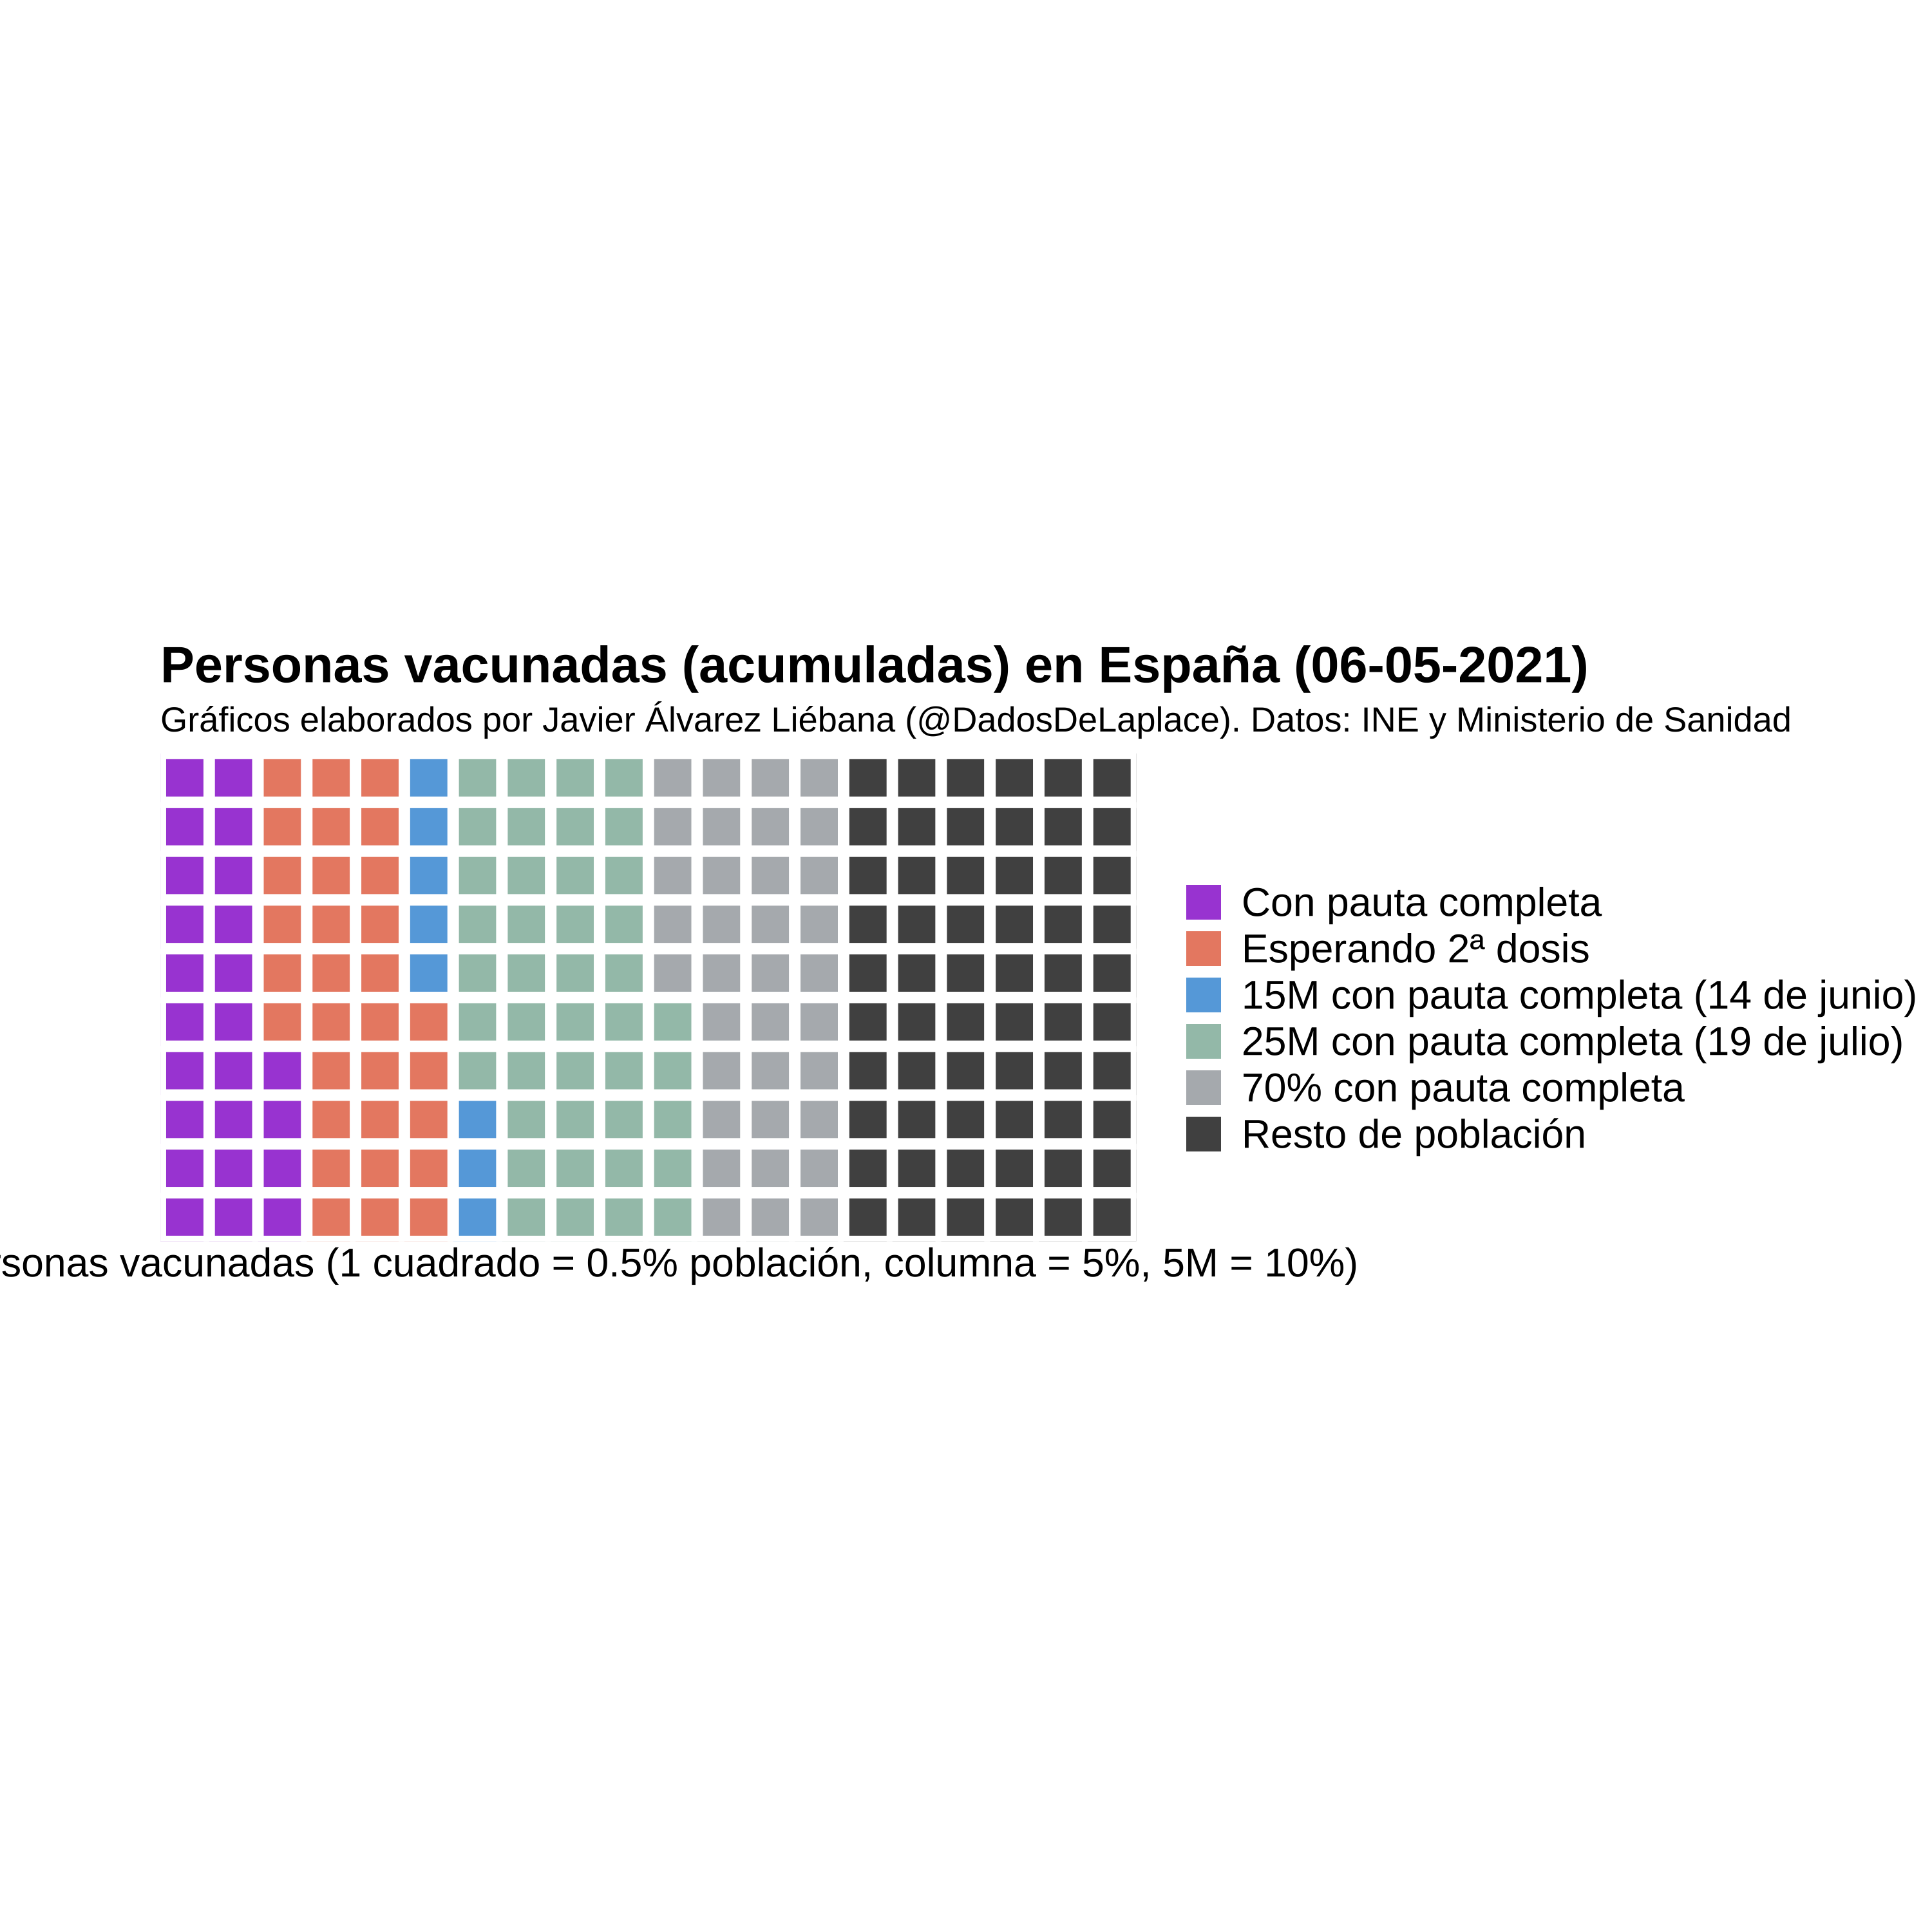 Personas vacunadas (acumuladas) en España (06-05-2021)
Gráficos elaborados por Javier Álvarez Liébana (@DadosDeLaplace). Datos: INE y Ministerio de Sanidad
Con pauta completa
Esperando 2ª dosis
15M con pauta completa (14 de junio)
25M con pauta completa (19 de julio)
70% con pauta completa
Resto de población
sonas vacunadas (1 cuadrado = 0.5% población, columna = 5%, 5M = 10%)